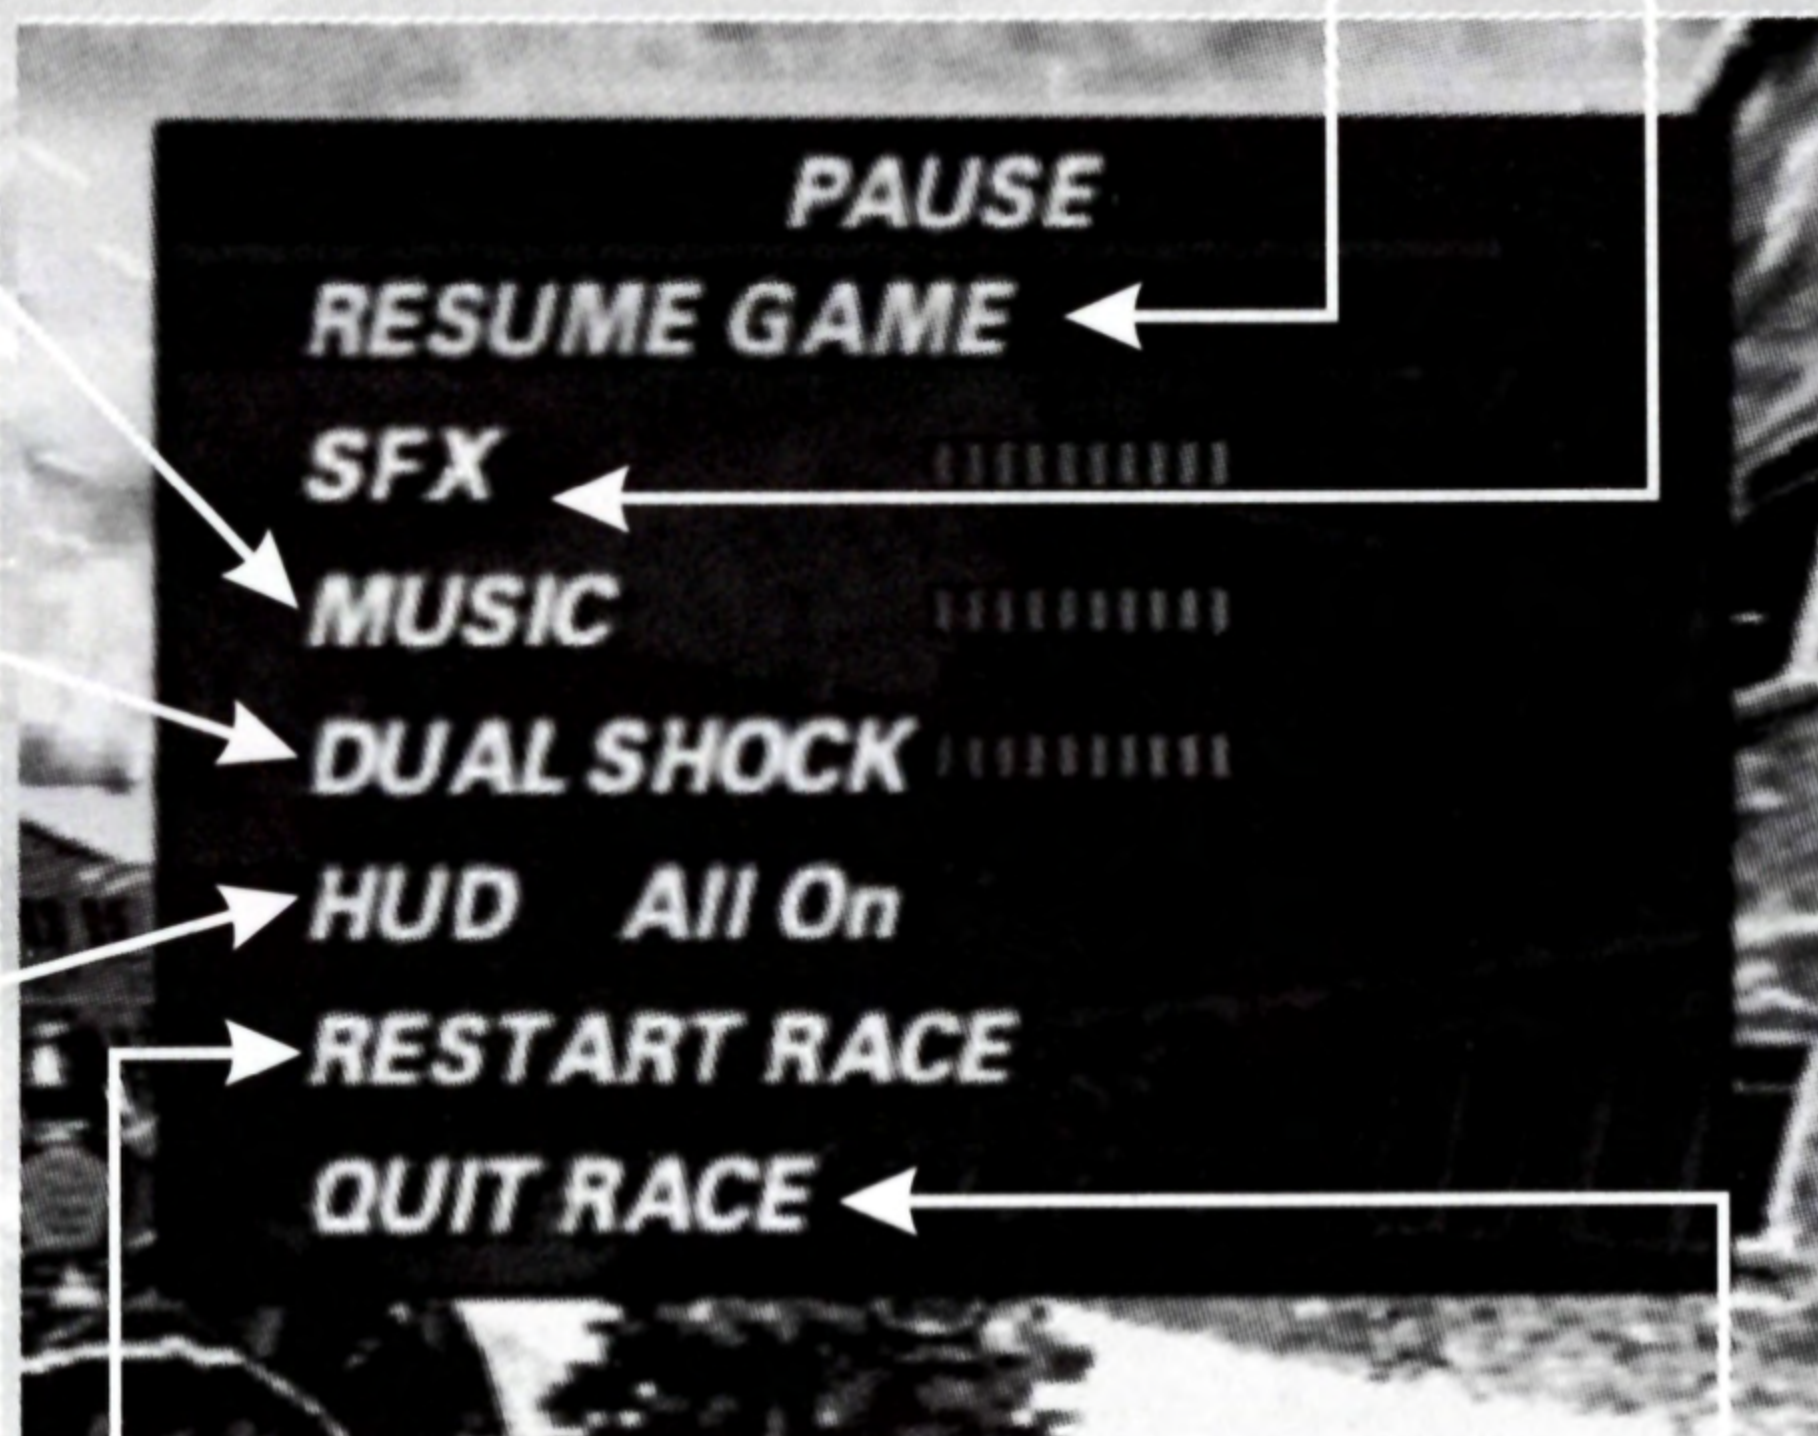 PAUSE
RESUME GAME
SFX
MUSIC
DUAL SHOCK
HUD All On
RESTART RACE
QUIT RACE